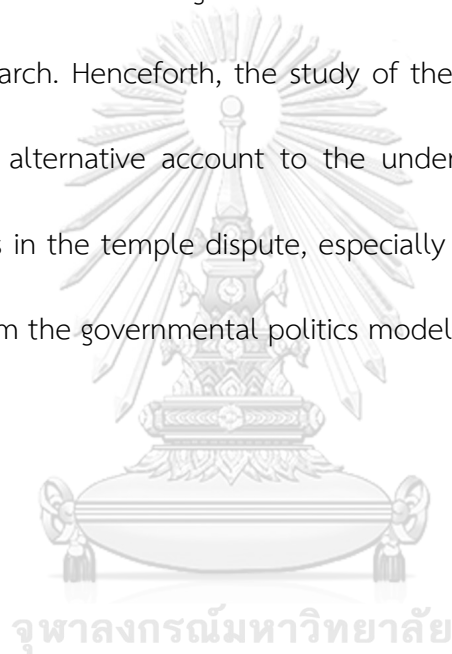 arch. Henceforth, the study of the
alternative account to the under
s in the temple dispute, especially
m the governmental politics model
จุฬาลงกรณ์มหาวิทยาลัย